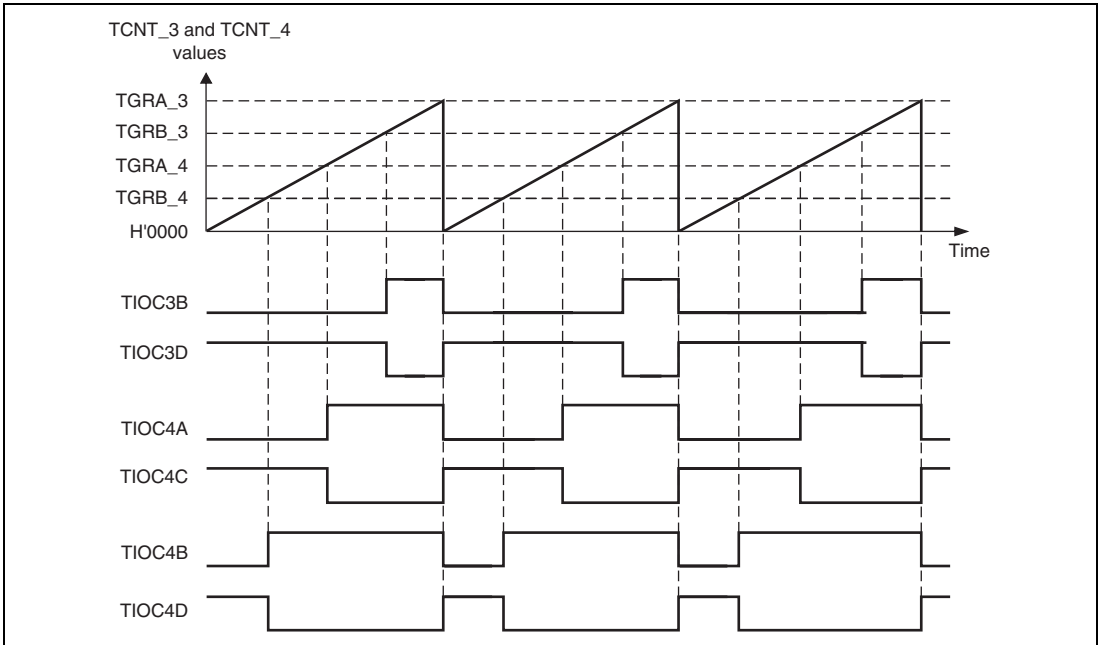 TCNT_3 and TCNT_4
values
TGRA_3
TGRB_3
TGRA_4
TGRB_4
H'0000
Time
TIOC3B
TIOC3D
TIOC4A
TIOC4C
TIOC4B
TIOC4D